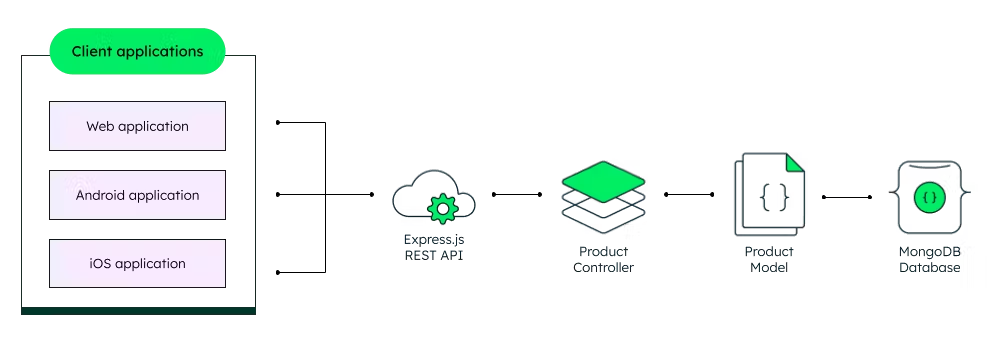 Client applications
Web application
Android application
iOS application
Express.js
REST API
Product
Controller
{ }
Product
Model
{ }
MongoDB
Database